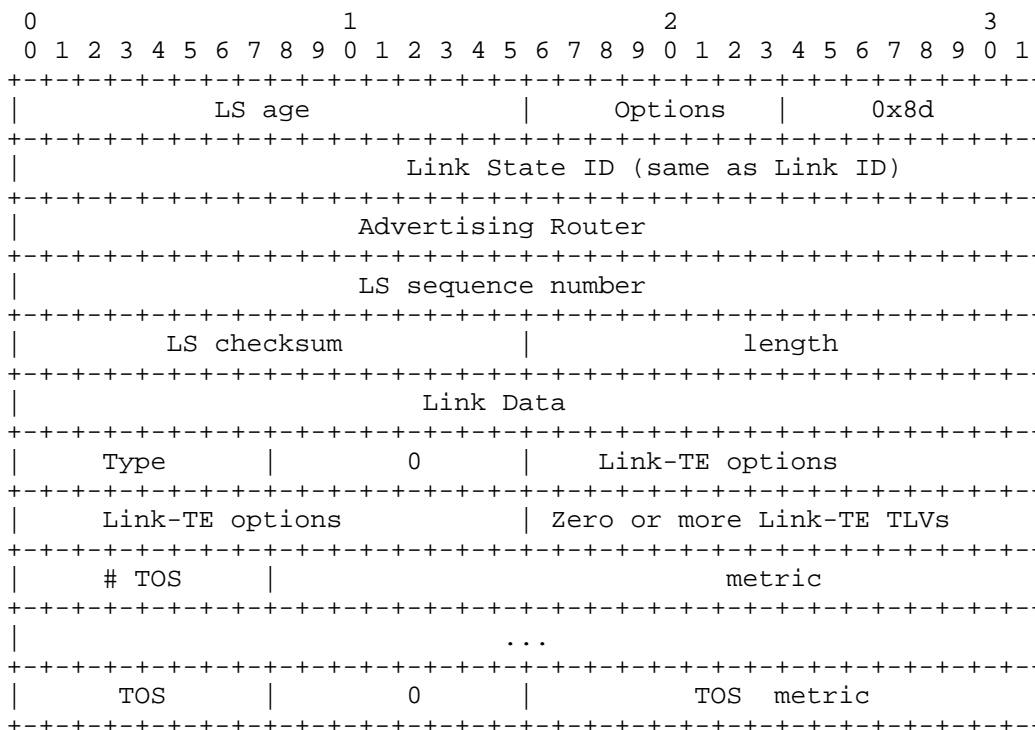 0                   1                   2                   3
 0 1 2 3 4 5 6 7 8 9 0 1 2 3 4 5 6 7 8 9 0 1 2 3 4 5 6 7 8 9 0 1
+-+-+-+-+-+-+-+-+-+-+-+-+-+-+-+-+-+-+-+-+-+-+-+-+-+-+-+-+-+-+-+-
|            LS age             |     Options   |     0x8d
+-+-+-+-+-+-+-+-+-+-+-+-+-+-+-+-+-+-+-+-+-+-+-+-+-+-+-+-+-+-+-+-
|                        Link State ID (same as Link ID)
+-+-+-+-+-+-+-+-+-+-+-+-+-+-+-+-+-+-+-+-+-+-+-+-+-+-+-+-+-+-+-+-
|                     Advertising Router
+-+-+-+-+-+-+-+-+-+-+-+-+-+-+-+-+-+-+-+-+-+-+-+-+-+-+-+-+-+-+-+-
|                     LS sequence number
+-+-+-+-+-+-+-+-+-+-+-+-+-+-+-+-+-+-+-+-+-+-+-+-+-+-+-+-+-+-+-+-
|         LS checksum           |             length
+-+-+-+-+-+-+-+-+-+-+-+-+-+-+-+-+-+-+-+-+-+-+-+-+-+-+-+-+-+-+-+-
|                         Link Data
+-+-+-+-+-+-+-+-+-+-+-+-+-+-+-+-+-+-+-+-+-+-+-+-+-+-+-+-+-+-+-+-
|     Type      |        0      |    Link-TE options
+-+-+-+-+-+-+-+-+-+-+-+-+-+-+-+-+-+-+-+-+-+-+-+-+-+-+-+-+-+-+-+-
|     Link-TE options           | Zero or more Link-TE TLVs
+-+-+-+-+-+-+-+-+-+-+-+-+-+-+-+-+-+-+-+-+-+-+-+-+-+-+-+-+-+-+-+-
|     # TOS     |                            metric
+-+-+-+-+-+-+-+-+-+-+-+-+-+-+-+-+-+-+-+-+-+-+-+-+-+-+-+-+-+-+-+-
|                              ...
+-+-+-+-+-+-+-+-+-+-+-+-+-+-+-+-+-+-+-+-+-+-+-+-+-+-+-+-+-+-+-+-
|      TOS      |        0      |          TOS  metric
+-+-+-+-+-+-+-+-+-+-+-+-+-+-+-+-+-+-+-+-+-+-+-+-+-+-+-+-+-+-+-+-